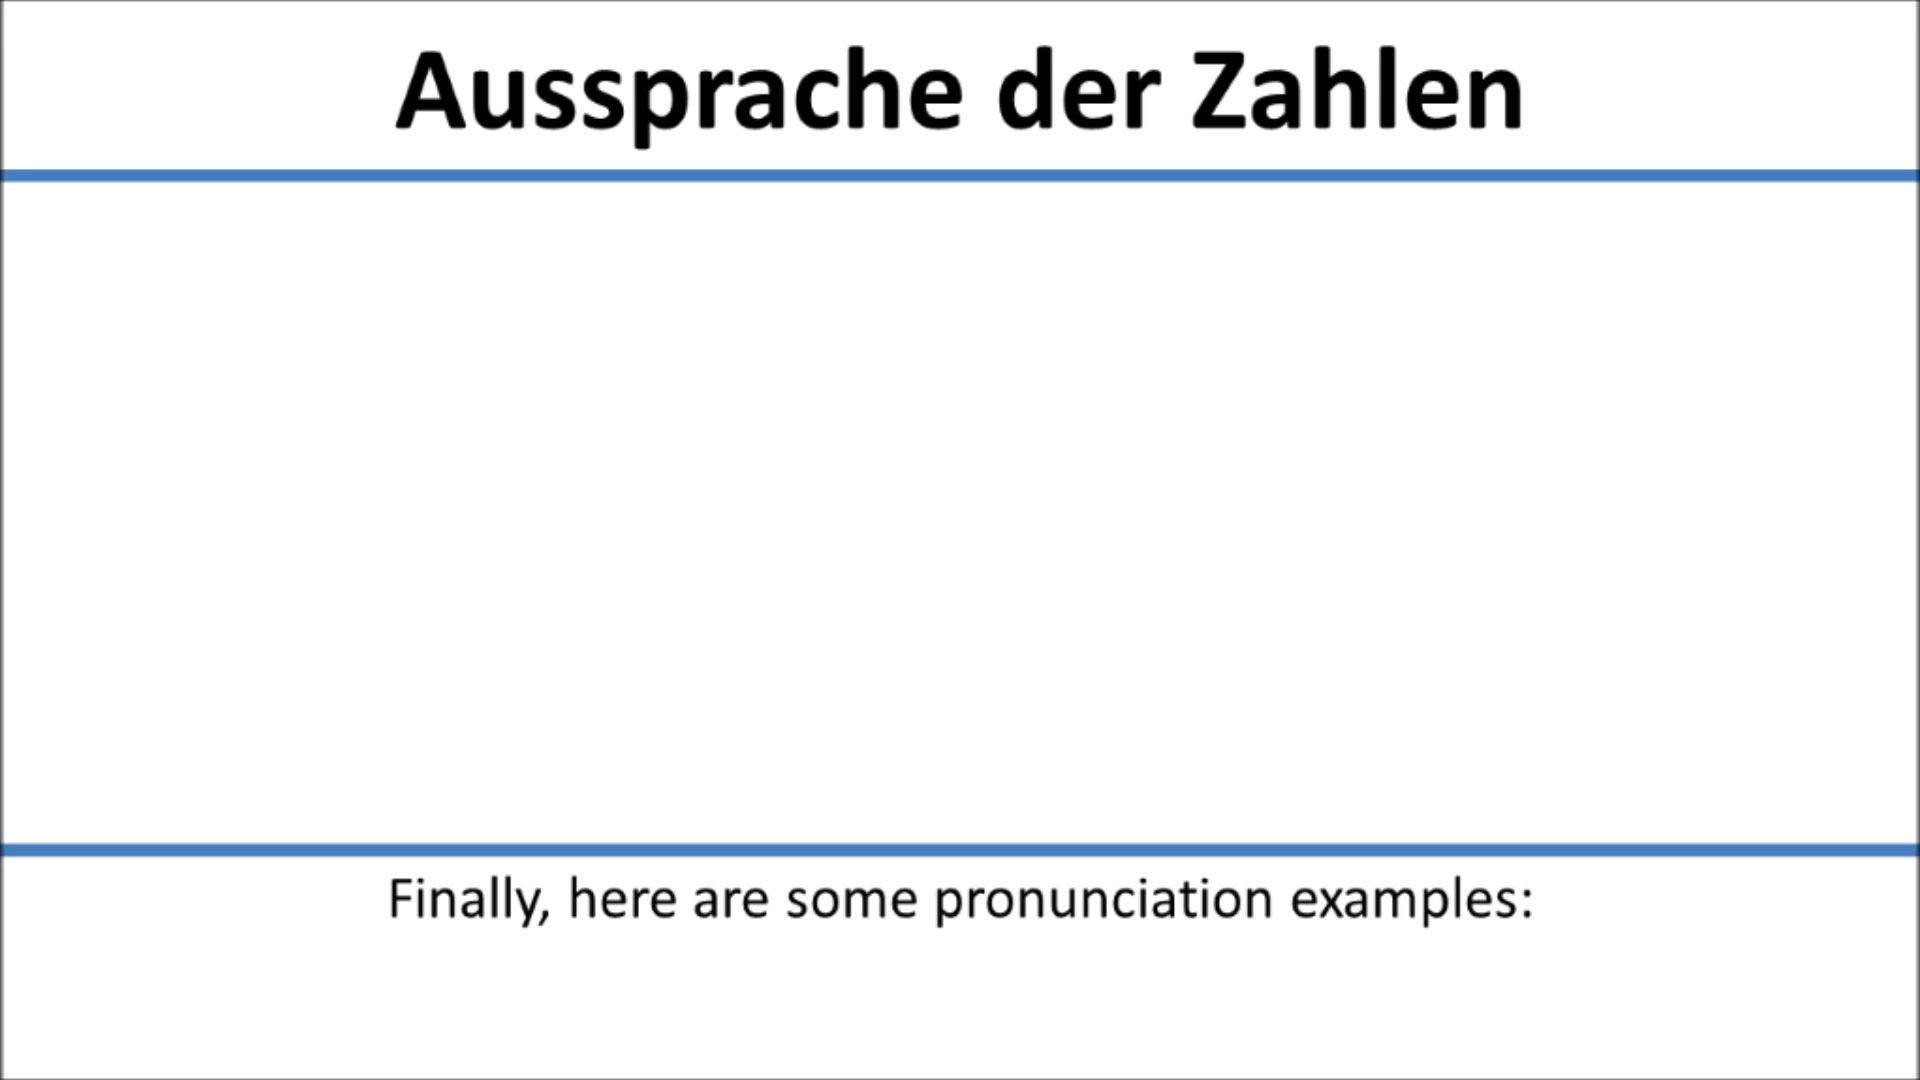 Aussprache der Zahlen
Finally, here are some pronunciation examples: